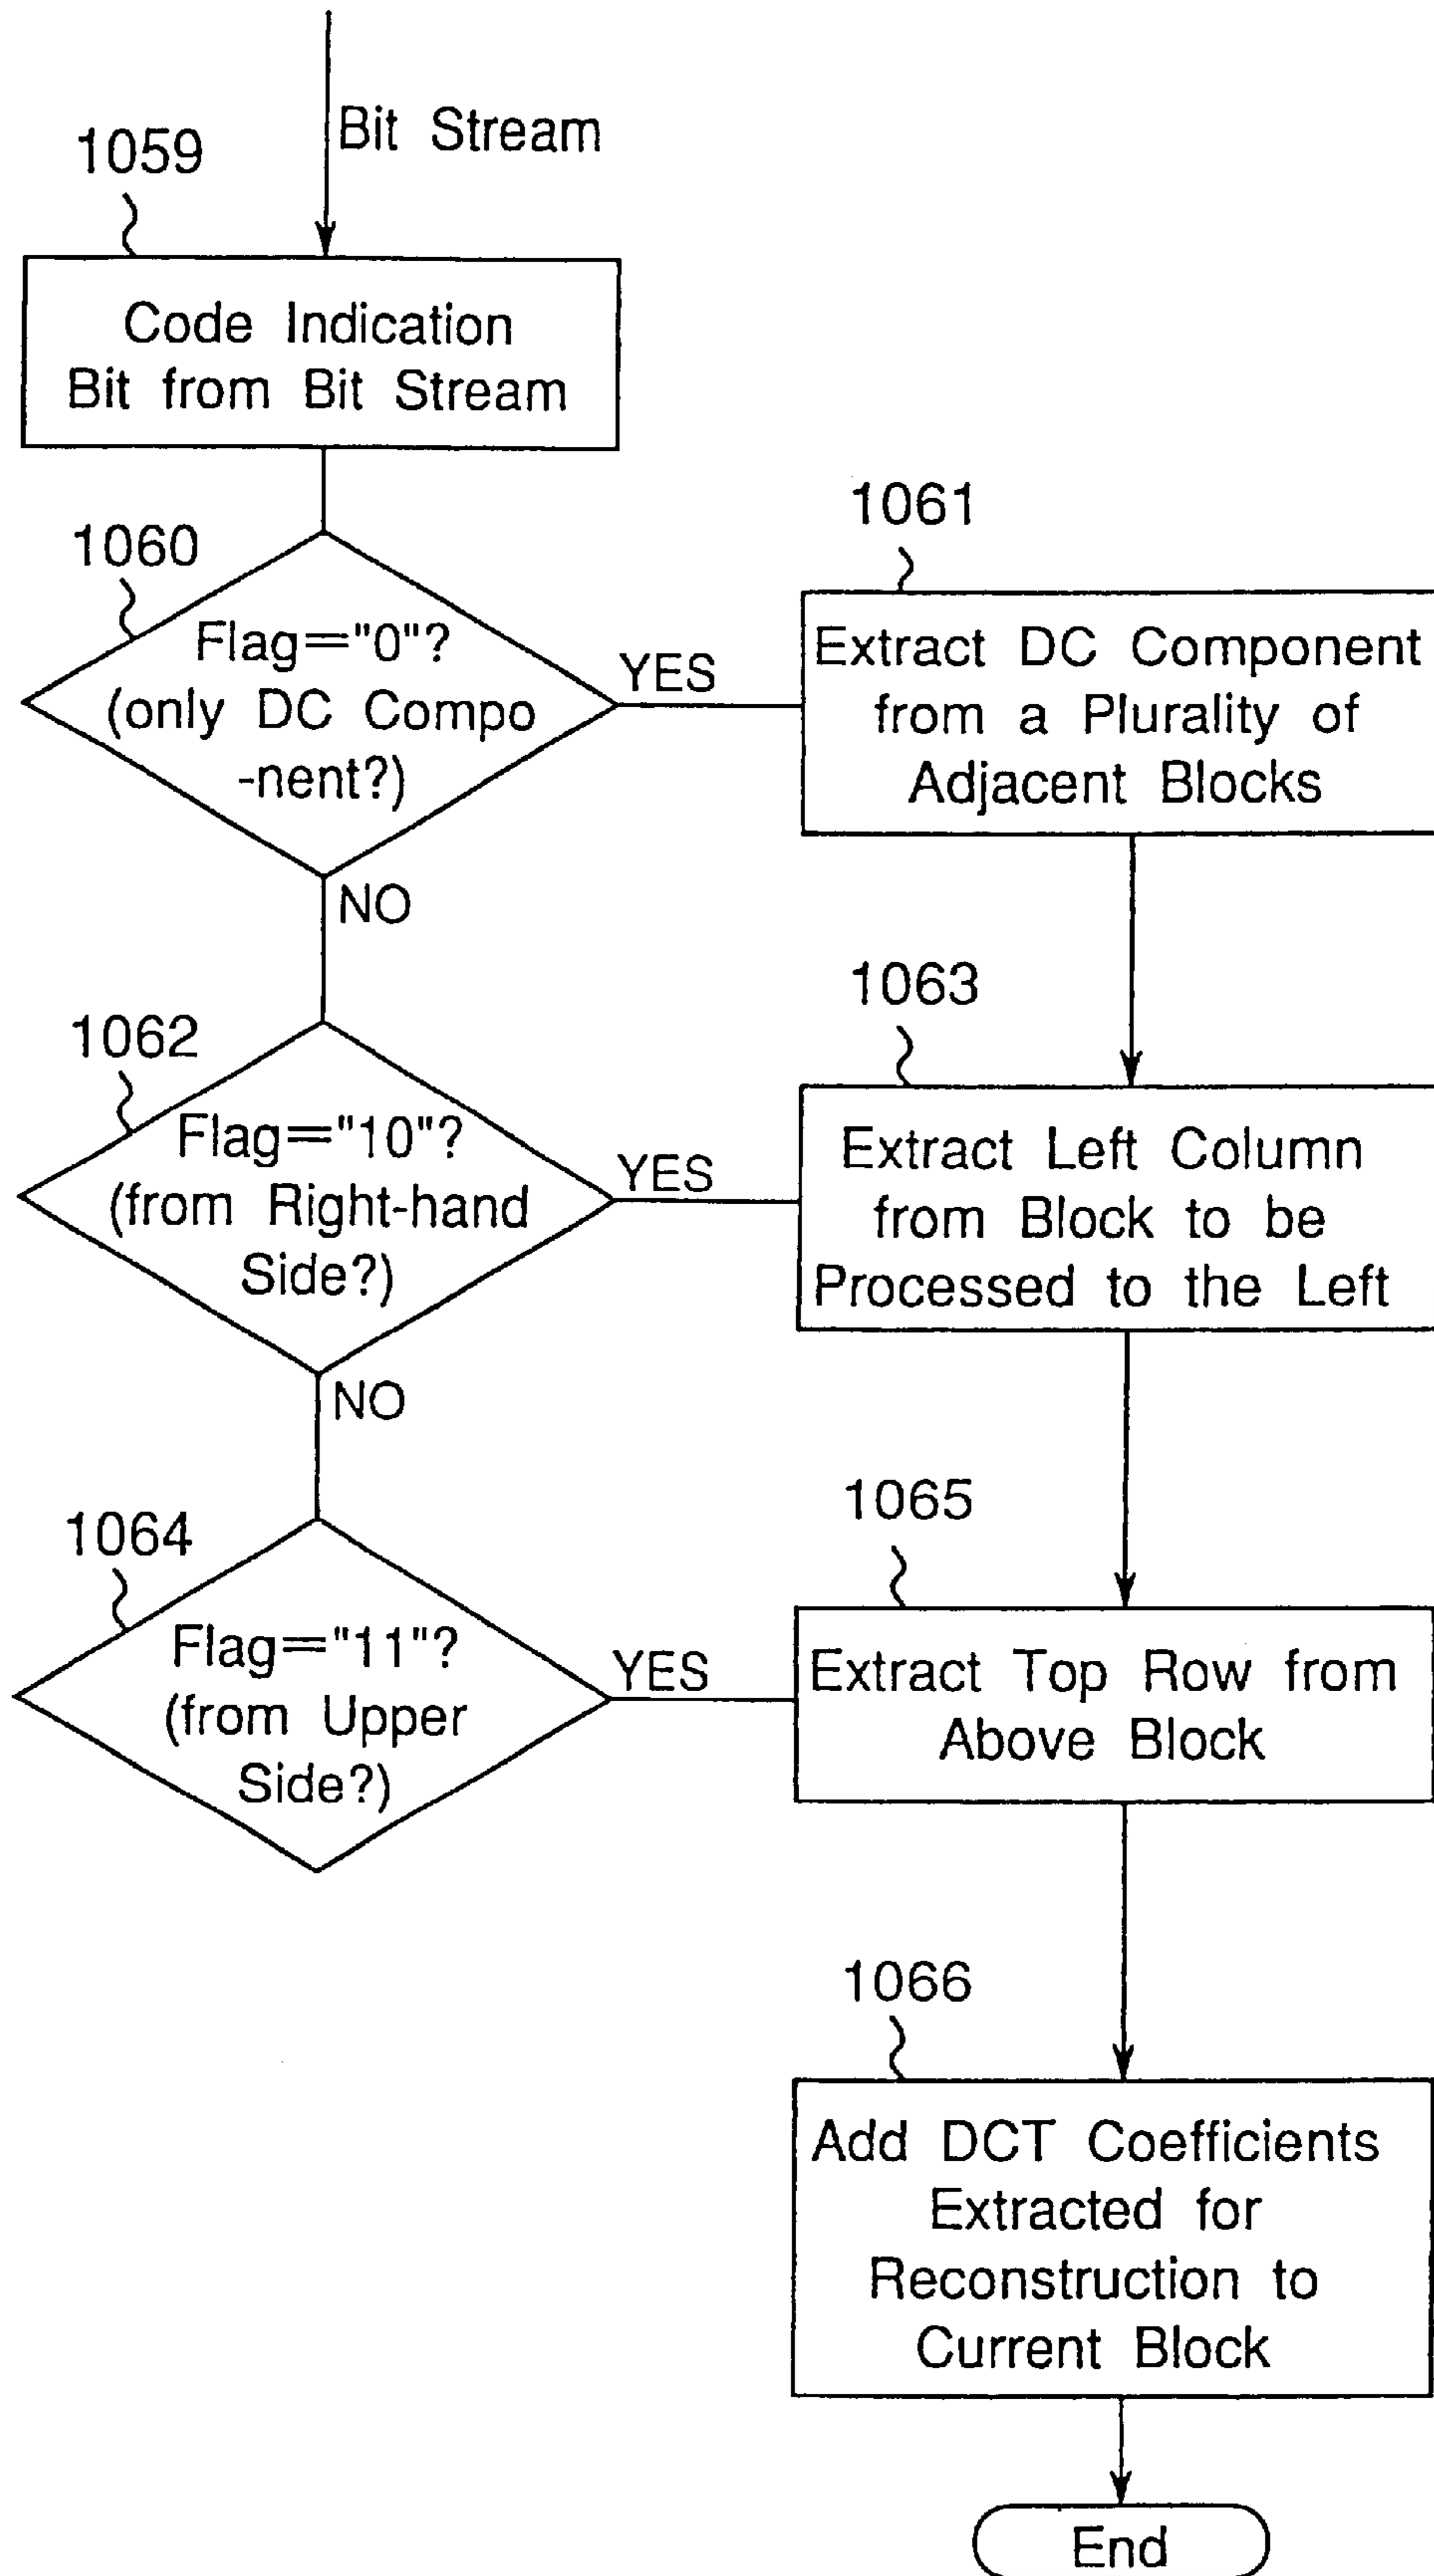 Bit Stream
1059
Code Indication
Bit from Bit Stream
1060
Flag="0"?
(only DC Compo
-nent?)
YES
NO
1061
Extract DC Component
from a Plurality of
Adjacent Blocks
1062
Flag="10"?
(from Right-hand
Side?)
YES
NO
1063
Extract Left Column
from Block to be
Processed to the Left
1064
Flag="11"?
(from Upper
Side?)
YES
1065
Extract Top Row from
Above Block
1066
Add DCT Coefficients
Extracted for
Reconstruction to
Current Block
End